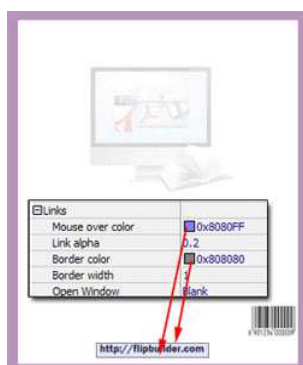 Links
Mouse over color 0x8080FF
Link alpha 0.2
Border color 0x808080
Border width 1
Open Window Blank
http://flipbuilder.com